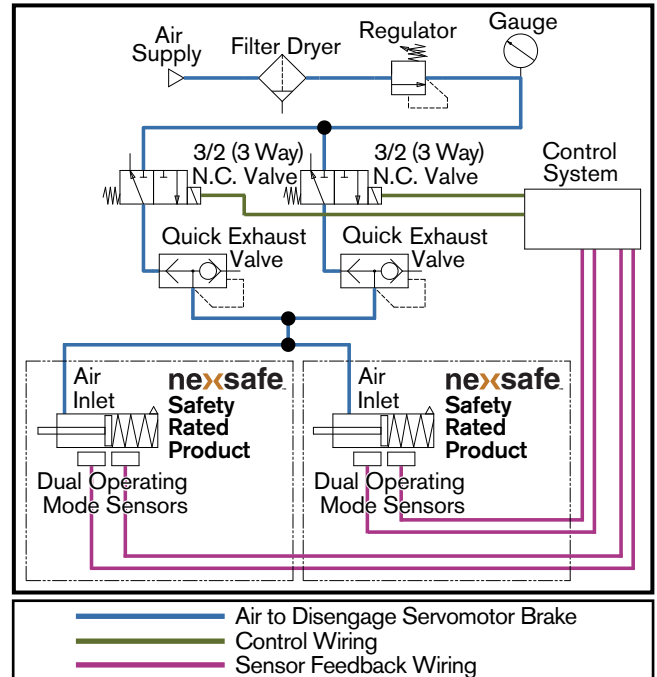 Air
Supply
Filter Dryer
Regulator
Gauge
3/2 (3 Way)
N.C. Valve
3/2 (3 Way)
N.C. Valve
Control
System
Quick Exhaust
Valve
Quick Exhaust
Valve
Air
Inlet
nexsafe
Safety
Rated
Product
Dual Operating
Mode Sensors
Air
Inlet
nexsafe
Safety
Rated
Product
Dual Operating
Mode Sensors
Air to Disengage Servomotor Brake
Control Wiring
Sensor Feedback Wiring